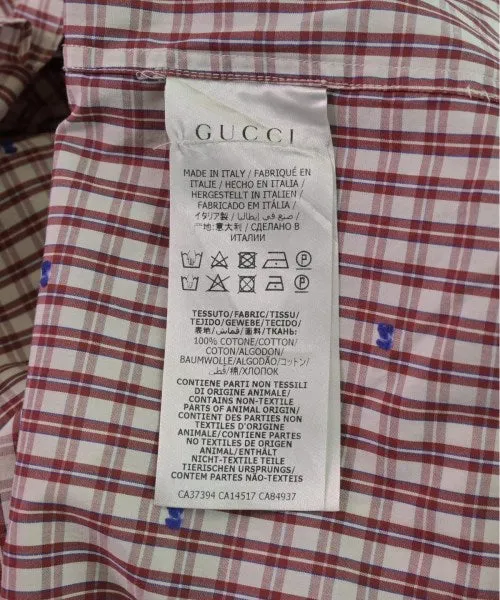 GUCCI
MADE IN ITALY / FABRIQUÉ EN
ITALIE / HECHO EN ITALIA /
HERGESTELLT IN ITALIEN /
FABRICADO EM ITÁLIA /
イタリア製 / صنع في إيطاليا /
产地:意大利 / СДЕЛАНО В
ИТАЛИИ
P
P
TESSUTO/FABRIC/TISSU/
TEJIDO/GEWEBE/TECIDO/
表地/قماش/面料/ТКАНЬ:
100% COTONE/COTTON/
COTON/ALGODON/
BAUMWOLLE/ALGODÃO/コットン/
قطن/棉/ХЛОПОК
CONTIENE PARTI NON TESSILI
DI ORIGINE ANIMALE/
CONTAINS NON-TEXTILE
PARTS OF ANIMAL ORIGIN/
CONTIENT DES PARTIES NON
TEXTILES D'ORIGINE
ANIMALE/CONTIENE PARTES
NO TEXTILES DE ORIGEN
ANIMAL/ENTHÄLT
NICHT-TEXTILE TEILE
TIERISCHEN URSPRUNGS/
CONTEM PARTES NÃO-TEXTEIS
CA37394 CA14517 CA84937